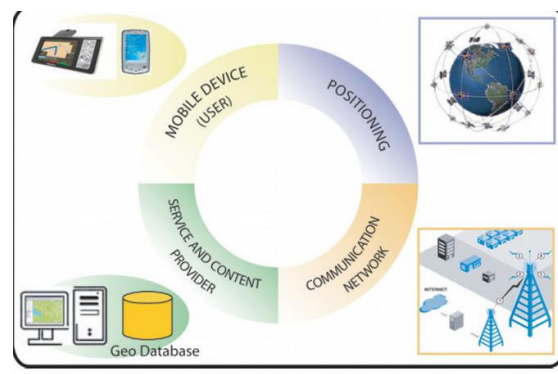 MOBILE DEVICE
(USER)
POSITIONING
SERVICE AND CONTENT
PROVIDER
COMMUNICATION
NETWORK
INTERNET
Geo Database